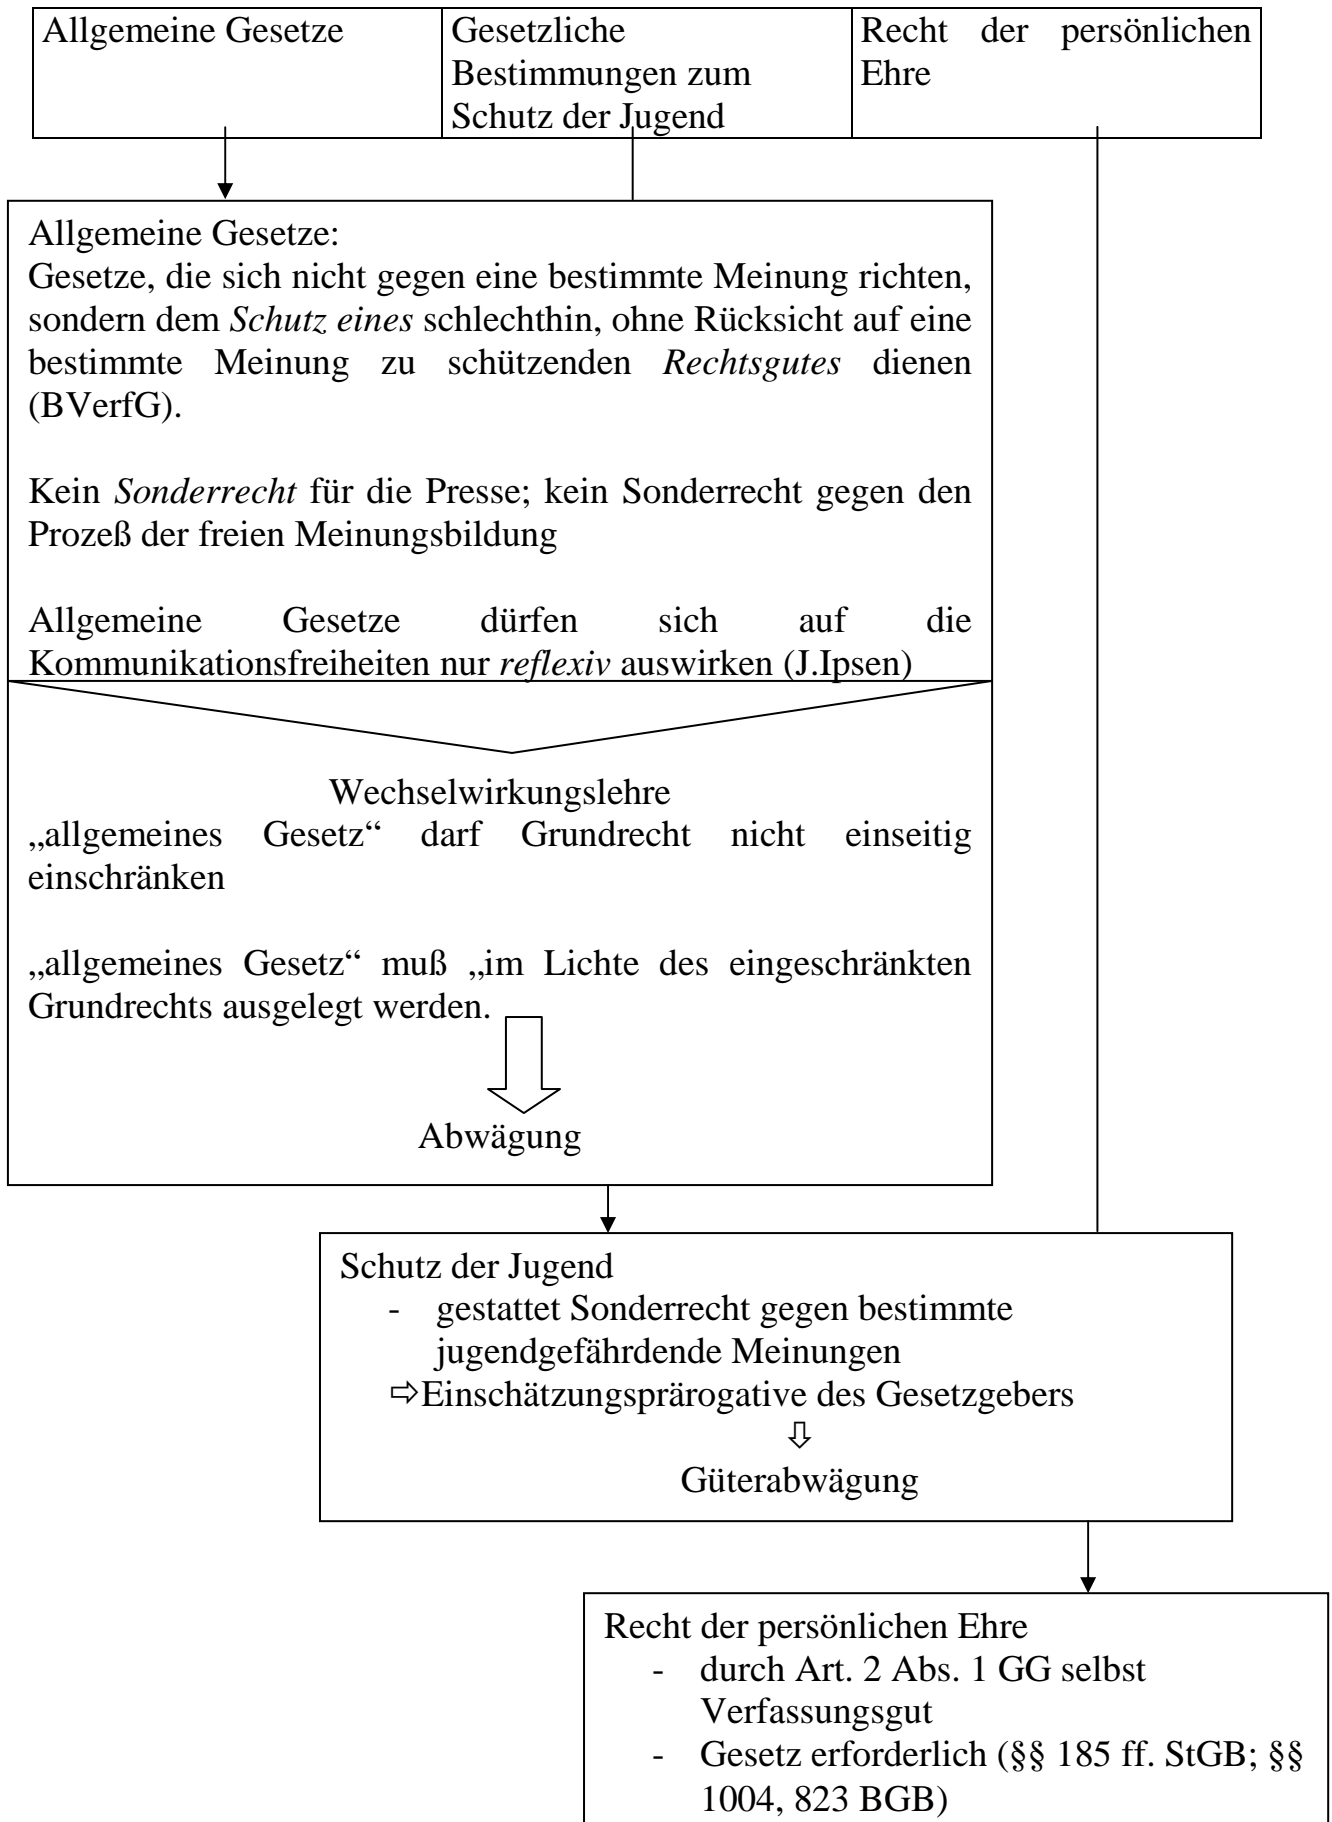 Allgemeine Gesetze
Gesetzliche
Bestimmungen zum
Schutz der Jugend
Recht der persönlichen
Ehre
Allgemeine Gesetze:
Gesetze, die sich nicht gegen eine bestimmte Meinung richten,
sondern dem Schutz eines schlechthin, ohne Rücksicht auf eine
bestimmte Meinung zu schützenden Rechtsgutes dienen
(BVerfG).
Kein Sonderrecht für die Presse; kein Sonderrecht gegen den
Prozeß der freien Meinungsbildung
Allgemeine Gesetze dürfen sich auf die
Kommunikationsfreiheiten nur reflexiv auswirken (J.Ipsen)
Wechselwirkungslehre
„allgemeines Gesetz“ darf Grundrecht nicht einseitig
einschränken
„allgemeines Gesetz“ muß „im Lichte des eingeschränkten
Grundrechts ausgelegt werden.
Abwägung
Schutz der Jugend
- gestattet Sonderrecht gegen bestimmte
jugendgefährdende Meinungen
⇨Einschätzungsprärogative des Gesetzgebers
⇩
Güterabwägung
Recht der persönlichen Ehre
- durch Art. 2 Abs. 1 GG selbst
Verfassungsgut
- Gesetz erforderlich (§§ 185 ff. StGB; §§
1004, 823 BGB)